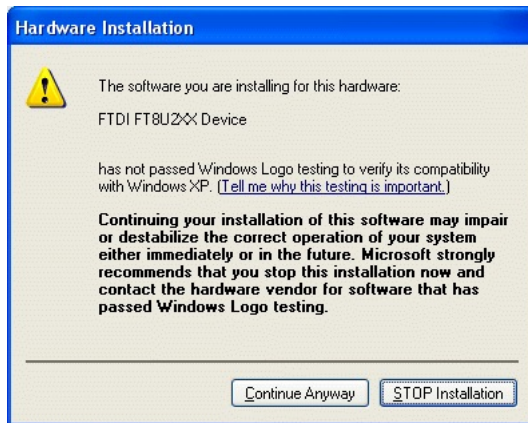 Hardware Installation
The software you are installing for this hardware:
FTDI FT8U2XX Device
has not passed Windows Logo testing to verify its compatibility
with Windows XP. (Tell me why this testing is important.)
Continuing your installation of this software may impair
or destabilize the correct operation of your system
either immediately or in the future. Microsoft strongly
recommends that you stop this installation now and
contact the hardware vendor for software that has
passed Windows Logo testing.
Continue Anyway
STOP Installation